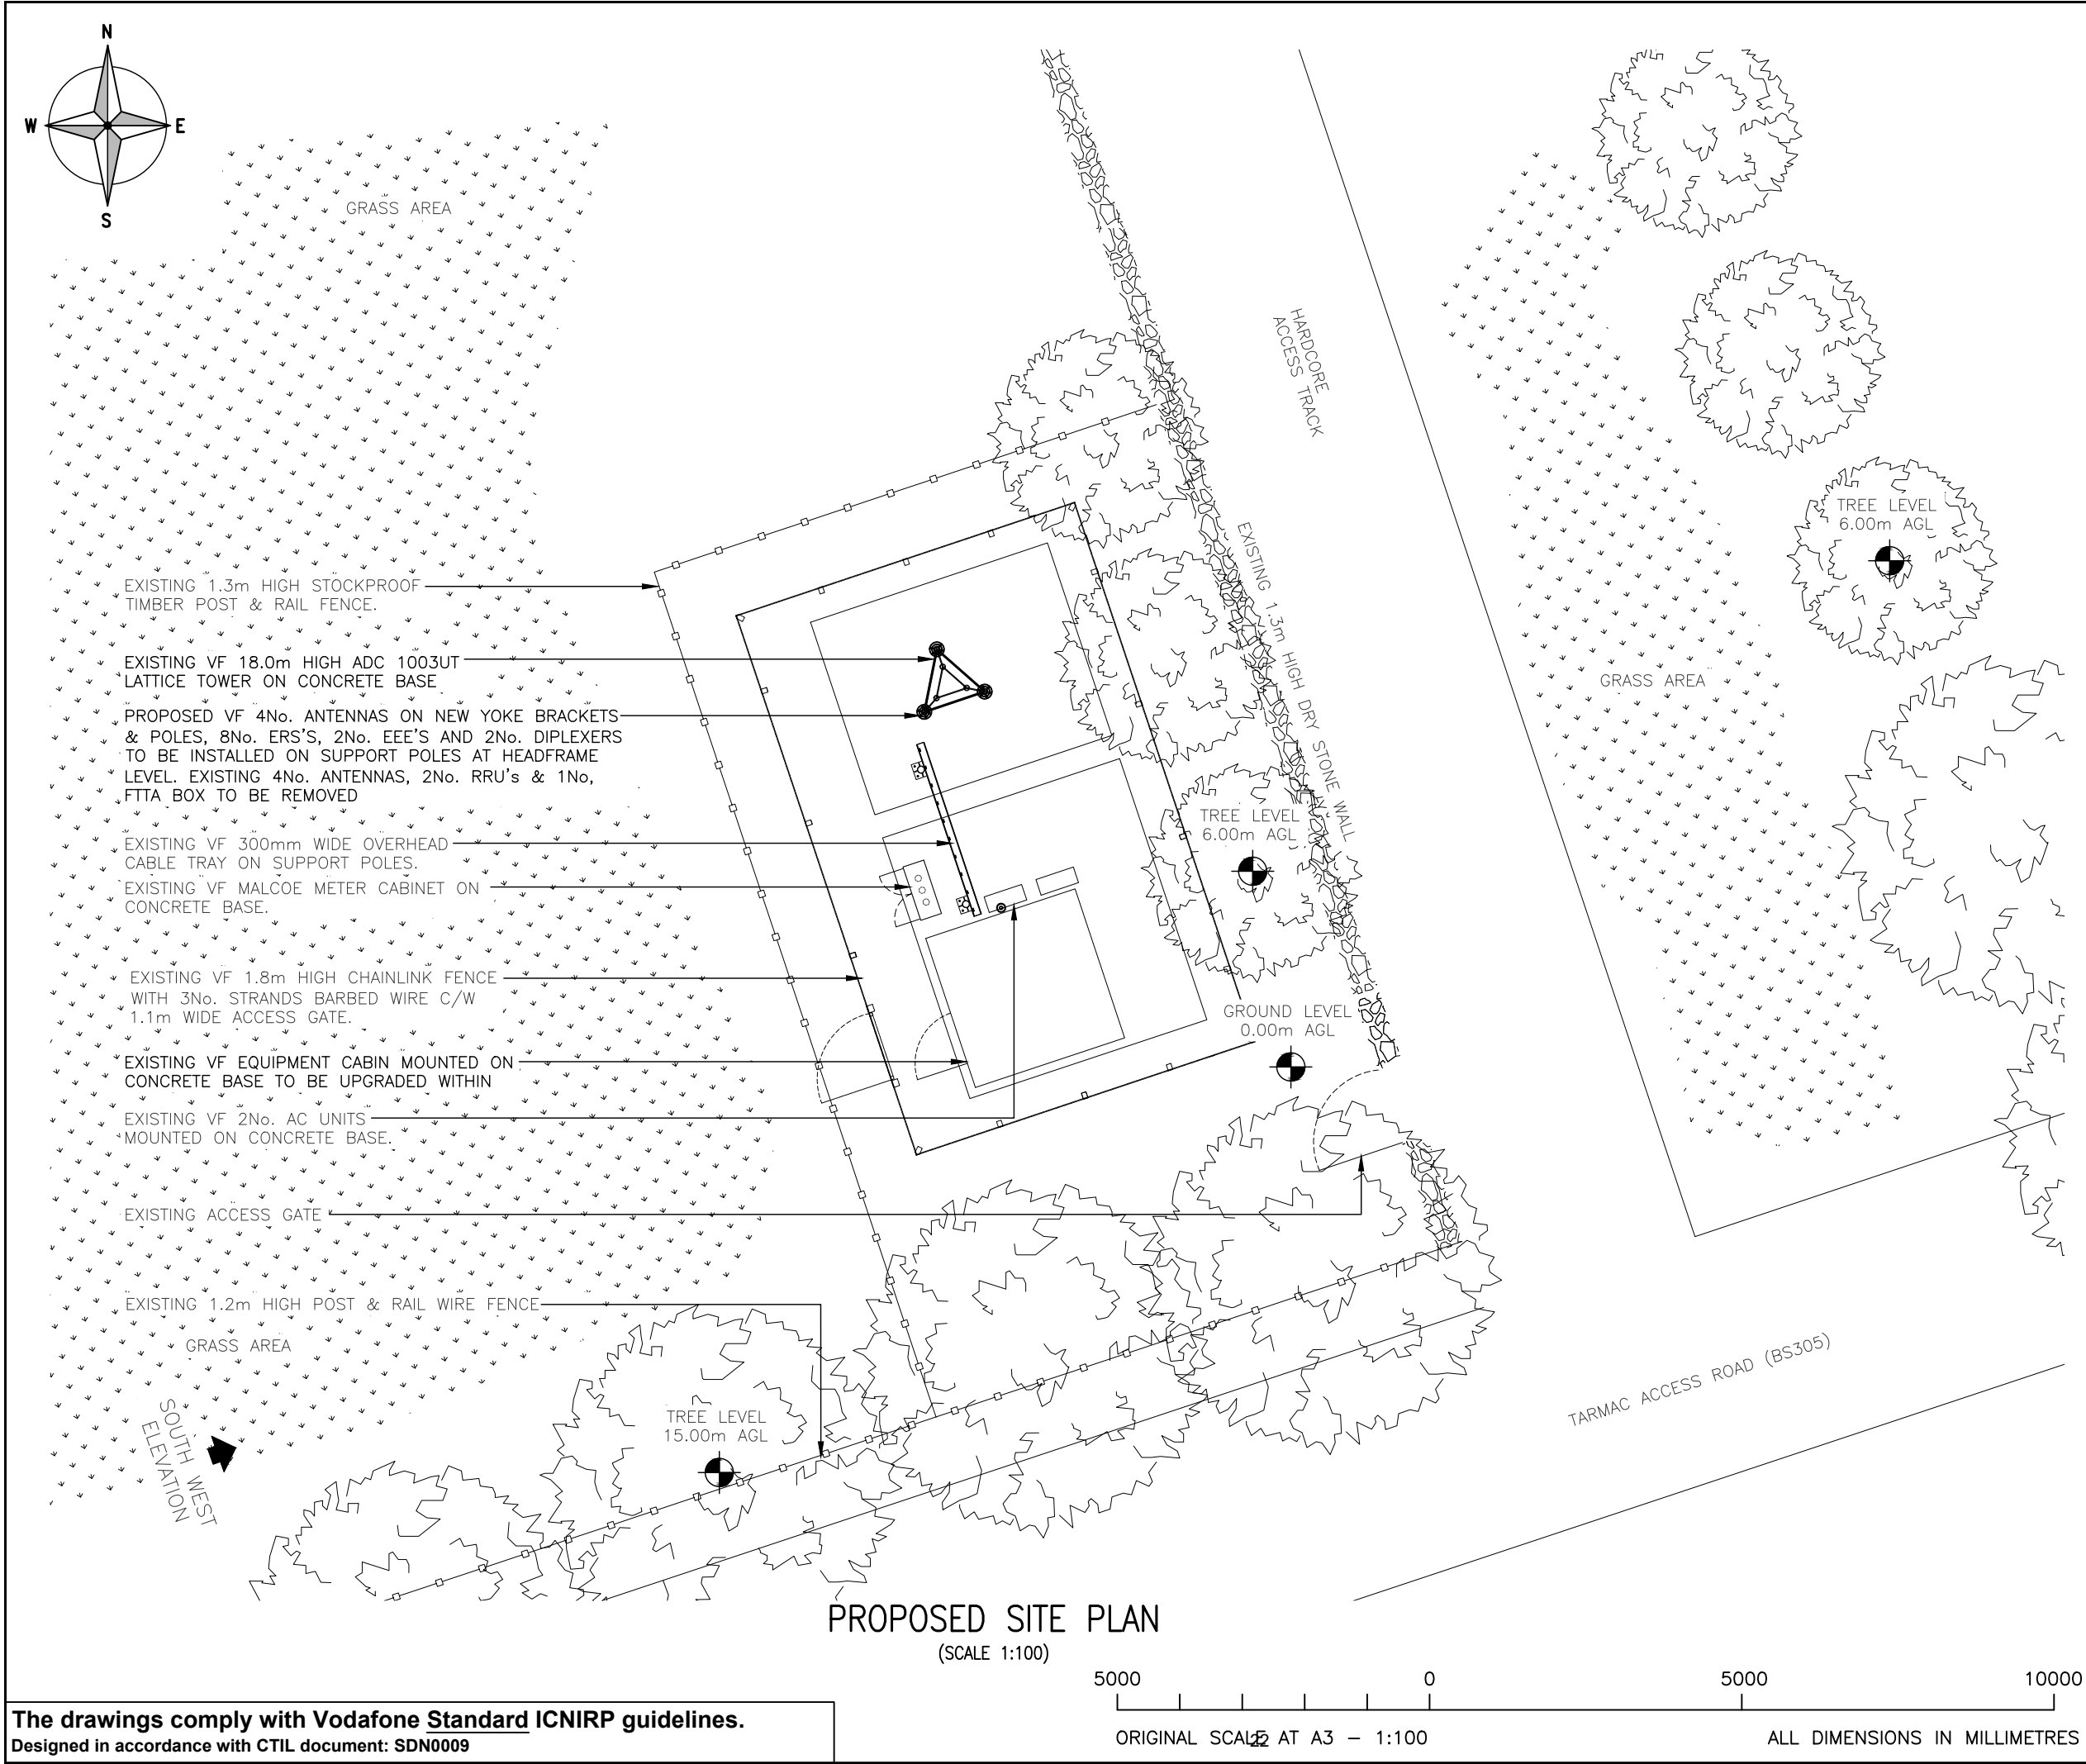 N
W
E
S
GRASS AREA
HARDCORE
ACCESS TRACK
TREE LEVEL
6.00m AGL
EXISTING 1.3m HIGH DRY STONE WALL
EXISTING 1.3m HIGH STOCKPROOF
TIMBER POST & RAIL FENCE.
EXISTING VF 18.0m HIGH ADC 1003UT
LATTICE TOWER ON CONCRETE BASE
GRASS AREA
PROPOSED VF 4No. ANTENNAS ON NEW YOKE BRACKETS
& POLES, 8No. ERS'S, 2No. EEE'S AND 2No. DIPLEXERS
TO BE INSTALLED ON SUPPORT POLES AT HEADFRAME
LEVEL. EXISTING 4No. ANTENNAS, 2No. RRU's & 1No,
FTTA BOX TO BE REMOVED
TREE LEVEL
6.00m AGL
EXISTING VF 300mm WIDE OVERHEAD
CABLE TRAY ON SUPPORT POLES.
EXISTING VF MALCOE METER CABINET ON
CONCRETE BASE.
EXISTING VF 1.8m HIGH CHAINLINK FENCE
WITH 3No. STRANDS BARBED WIRE C/W
1.1m WIDE ACCESS GATE.
GROUND LEVEL
0.00m AGL
EXISTING VF EQUIPMENT CABIN MOUNTED ON
CONCRETE BASE TO BE UPGRADED WITHIN
EXISTING VF 2No. AC UNITS
MOUNTED ON CONCRETE BASE.
EXISTING ACCESS GATE
EXISTING 1.2m HIGH POST & RAIL WIRE FENCE
GRASS AREA
TARMAC ACCESS ROAD (BS305)
SOUTH WEST
ELEVATION
TREE LEVEL
15.00m AGL
PROPOSED SITE PLAN
(SCALE 1:100)
5000 0 5000 10000
ORIGINAL SCALE AT A3 – 1:100
22
ALL DIMENSIONS IN MILLIMETRES
The drawings comply with Vodafone Standard ICNIRP guidelines.
Designed in accordance with CTIL document: SDN0009